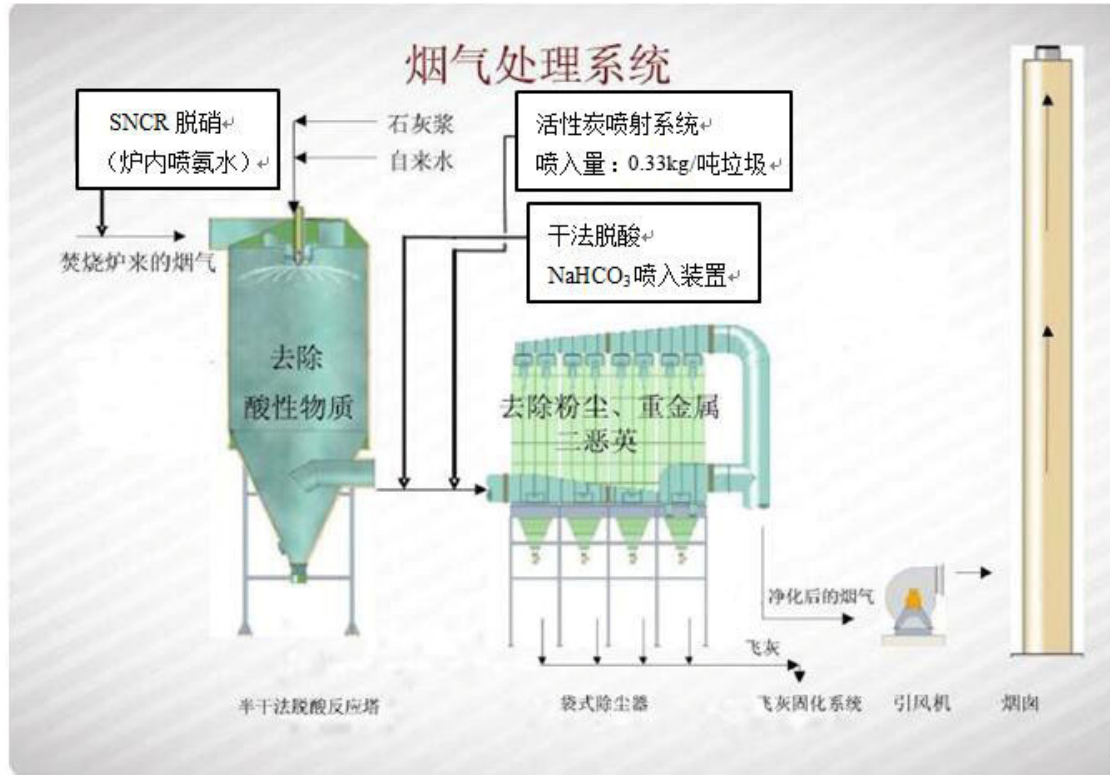 烟气处理系统
SNCR 脱硝
（炉内喷氨水）
石灰浆
自来水
活性炭喷射系统
喷入量：0.33kg/吨垃圾
干法脱酸
NaHCO₃喷入装置
焚烧炉来的烟气
去除
酸性物质
去除粉尘、重金属
二恶英
净化后的烟气
飞灰
半干法脱酸反应塔
袋式除尘器
飞灰固化系统
引风机
烟囱